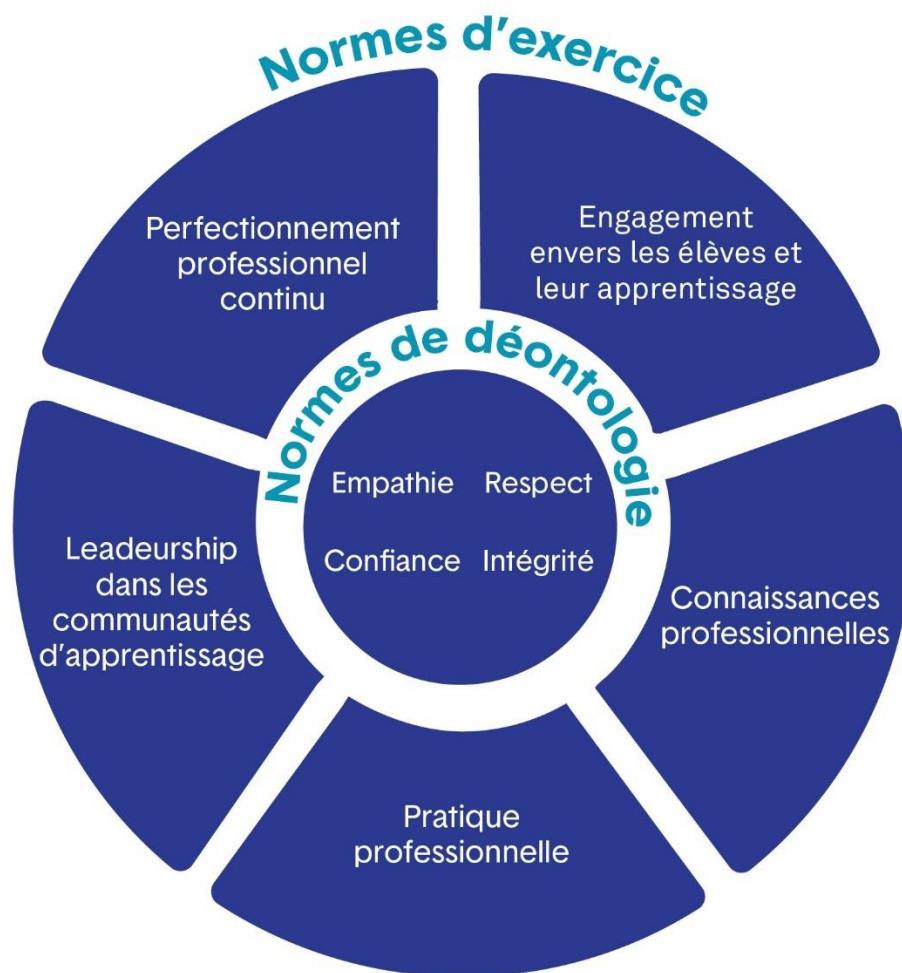 Normes d'exercice
Perfectionnement
professionnel
continu
Engagement
envers les élèves et
leur apprentissage
Normes de déontologie
Empathie Respect
Confiance Intégrité
Leadeurship
dans les
communautés
d'apprentissage
Connaissances
professionnelles
Pratique
professionnelle